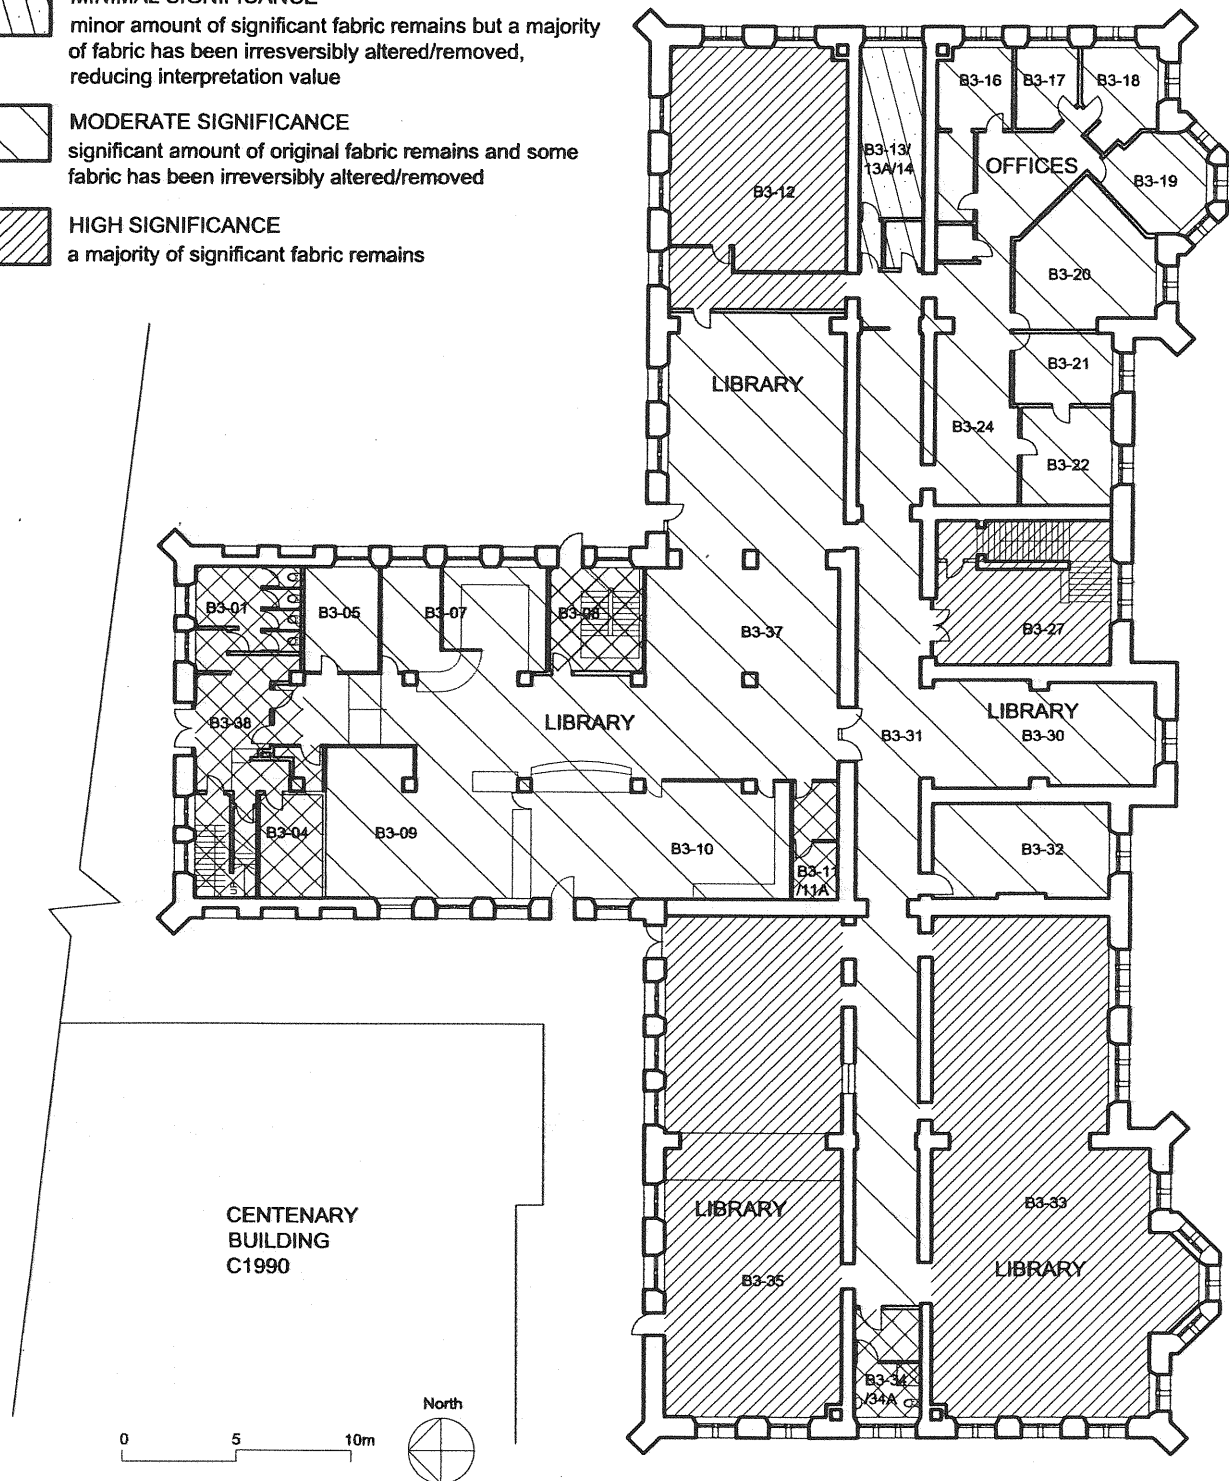 MINIMAL SIGNIFICANCE
minor amount of significant fabric remains but a majority
of fabric has been irresversibly altered/removed,
reducing interpretation value
MODERATE SIGNIFICANCE
significant amount of original fabric remains and some
fabric has been irreversibly altered/removed
HIGH SIGNIFICANCE
a majority of significant fabric remains
B3-16
B3-17
B3-18
B3-13/
13A/14
OFFICES
B3-19
B3-12
B3-20
B3-21
LIBRARY
B3-24
B3-22
B3-01
B3-05
B3-07
B3-08
B3-37
B3-27
B3-38
LIBRARY
B3-31
LIBRARY
B3-30
B3-04
B3-09
B3-10
B3-11
/11A
B3-32
LIBRARY
B3-35
B3-33
LIBRARY
B3-34
/34A
CENTENARY
BUILDING
C1990
North
0 5 10m